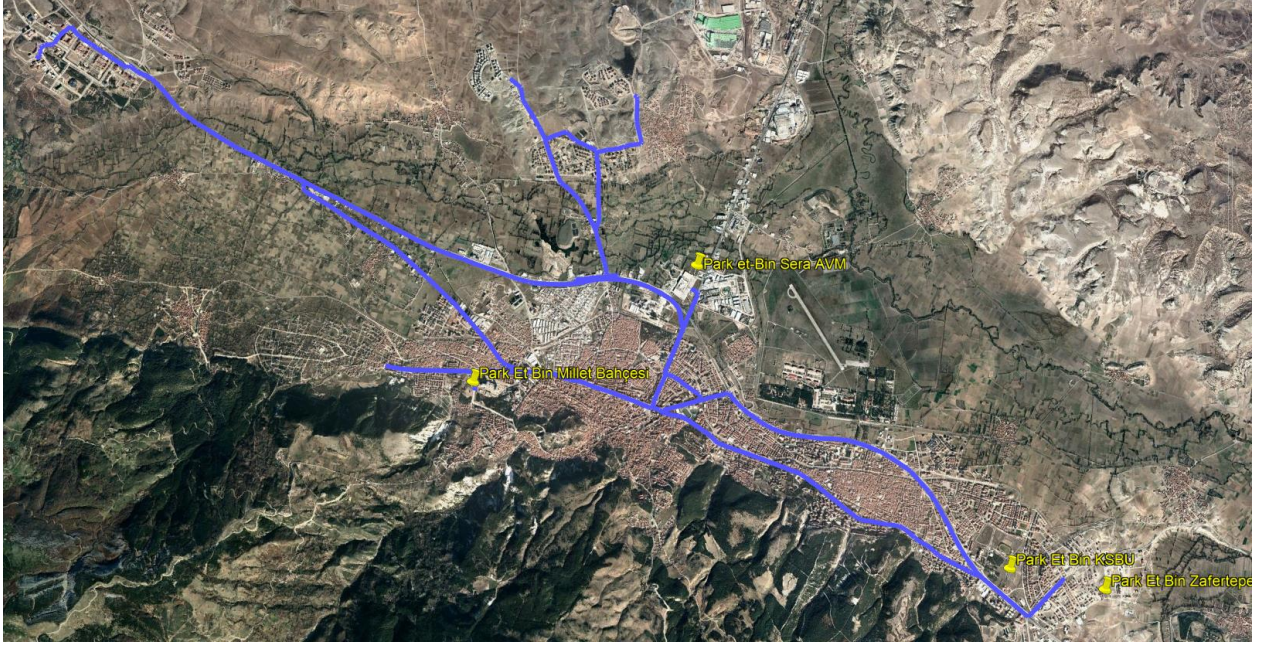 Park et-Bin Sera AVM
Park Et Bin Millet Bahçesi
Park Et Bin KSBU
Park Et Bin Zafertepe